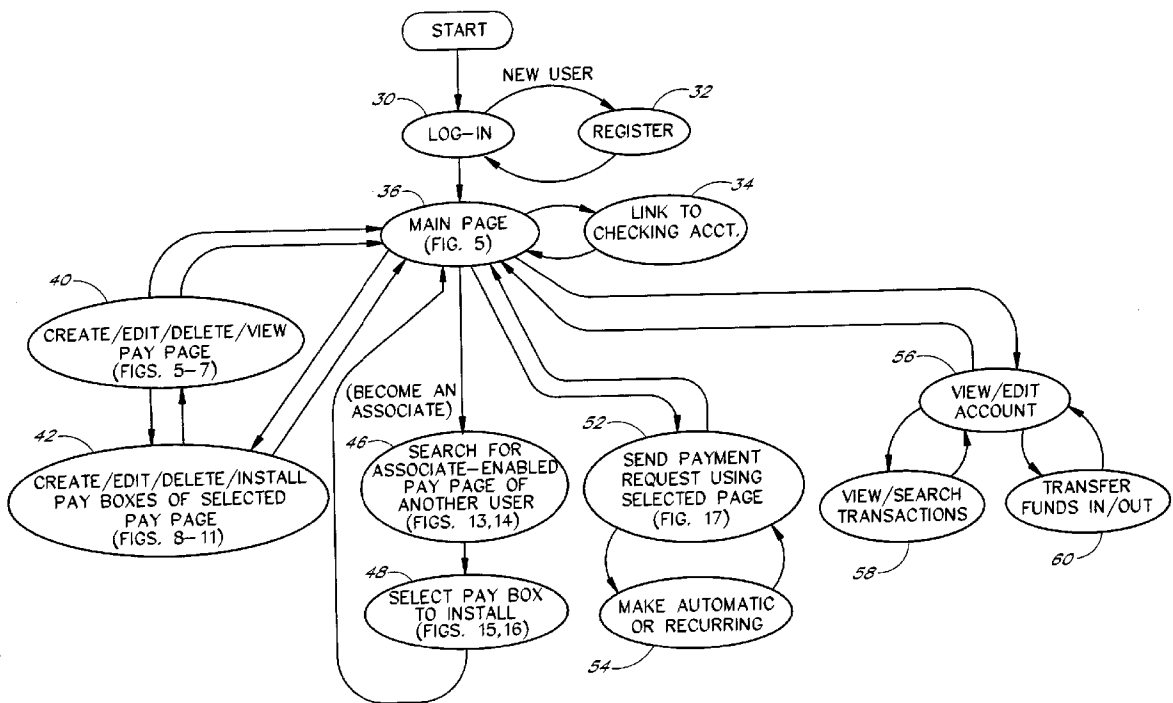 START
NEW USER
30
32
LOG-IN
REGISTER
36
34
MAIN PAGE
(FIG. 5)
LINK TO
CHECKING ACCT.
40
CREATE/EDIT/DELETE/VIEW
PAY PAGE
(FIGS. 5-7)
42
CREATE/EDIT/DELETE/INSTALL
PAY BOXES OF SELECTED
PAY PAGE
(FIGS. 8-11)
(BECOME AN
ASSOCIATE)
46
SEARCH FOR
ASSOCIATE-ENABLED
PAY PAGE OF
ANOTHER USER
(FIGS. 13,14)
48
SELECT PAY BOX
TO INSTALL
(FIGS. 15,16)
52
SEND PAYMENT
REQUEST USING
SELECTED PAGE
(FIG. 17)
MAKE AUTOMATIC
OR RECURRING
54
56
VIEW/EDIT
ACCOUNT
VIEW/SEARCH
TRANSACTIONS
58
TRANSFER
FUNDS IN/OUT
60